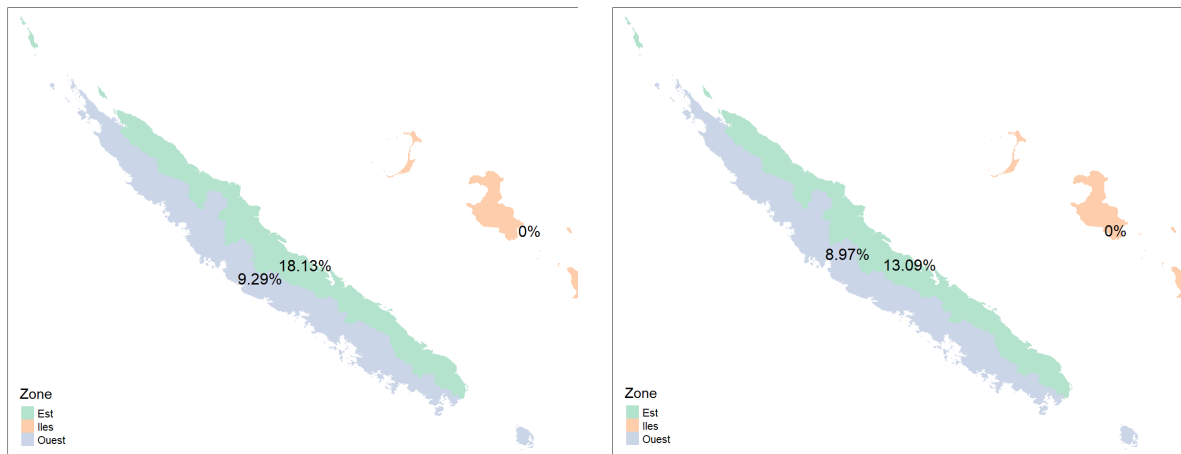 0%
18.13%
9.29%
Zone
Est
Iles
Ouest
0%
8.97%
13.09%
Zone
Est
Iles
Ouest